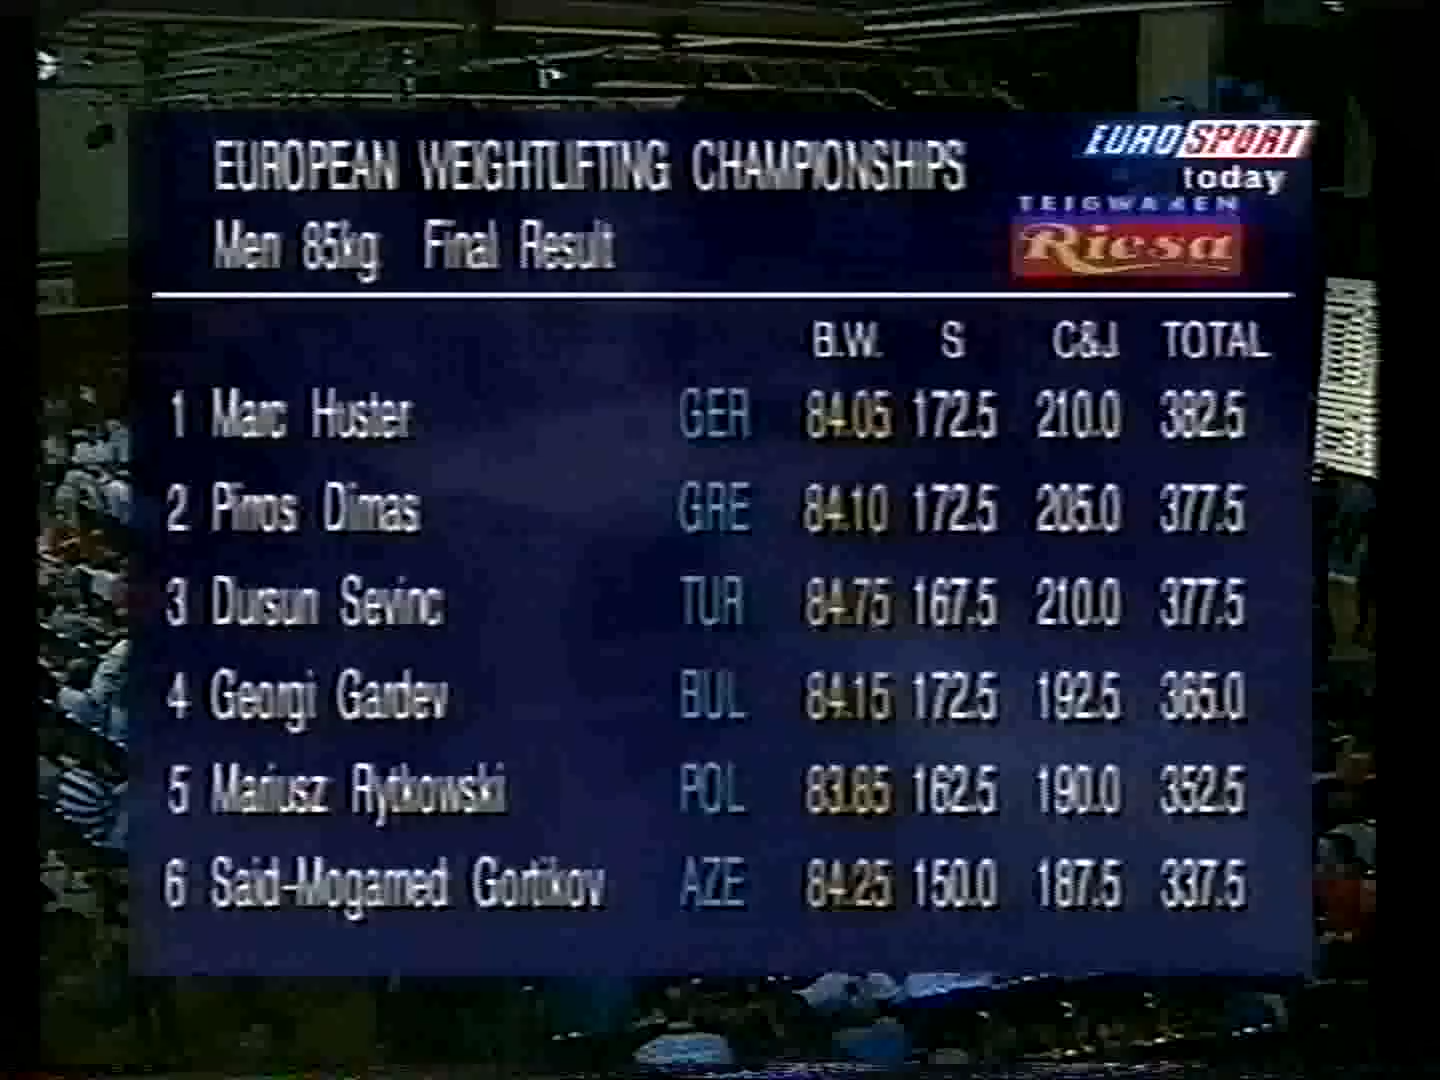 EUROSPORT
today
EUROPEAN WEIGHTLIFTING CHAMPIONSHIPS
TEIGWAREN
Riesa
Men 85kg Final Result
B.W. S C&J TOTAL
1 Marc Huster GER 84.05 172.5 210.0 382.5
2 Pirros Dimas GRE 84.10 172.5 205.0 377.5
3 Dursun Sevinc TUR 84.75 167.5 210.0 377.5
4 Georgi Gardev BUL 84.15 172.5 192.5 365.0
5 Mariusz Rytkowski POL 83.85 162.5 190.0 352.5
6 Said-Mogamed Gortikov AZE 84.25 150.0 187.5 337.5